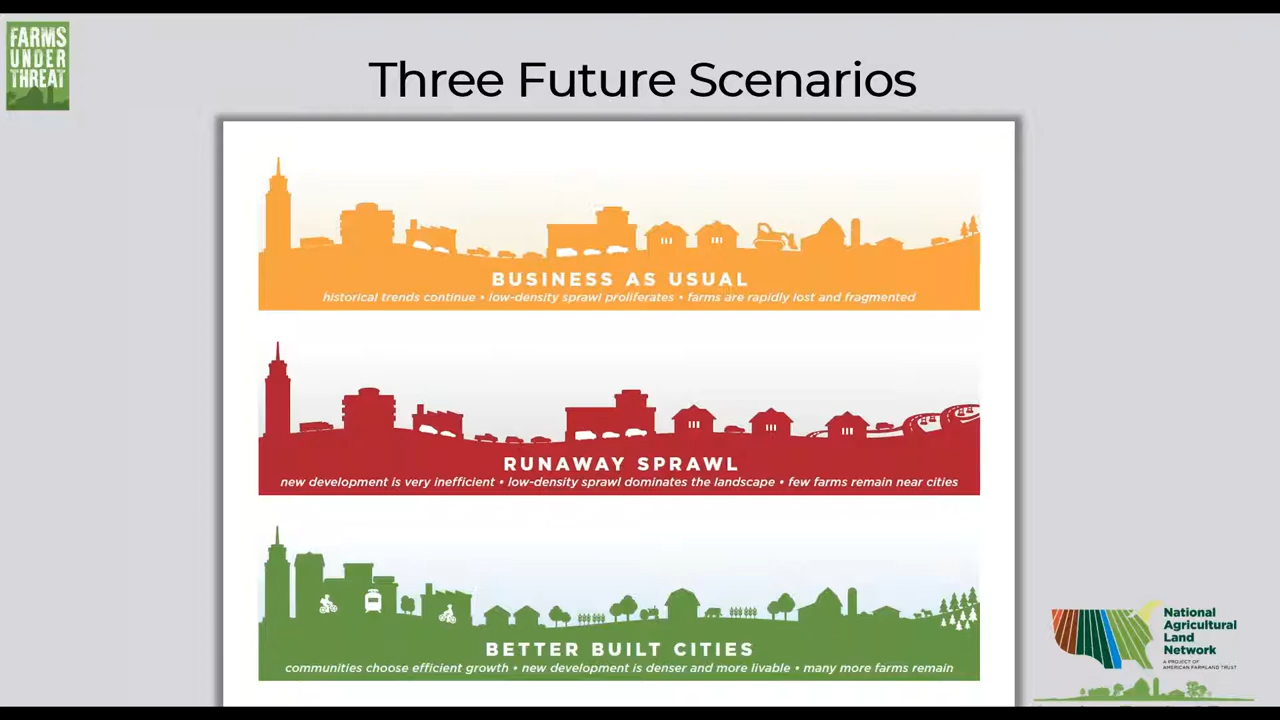 FARMS
UNDER
THREAT
Three Future Scenarios
BUSINESS AS USUAL
historical trends continue • low-density sprawl proliferates • farms are rapidly lost and fragmented
RUNAWAY SPRAWL
new development is very inefficient • low-density sprawl dominates the landscape • few farms remain near cities
BETTER BUILT CITIES
communities choose efficient growth • new development is denser and more livable • many more farms remain
National
Agricultural
Land
Network
A PROJECT OF
AMERICAN FARMLAND TRUST